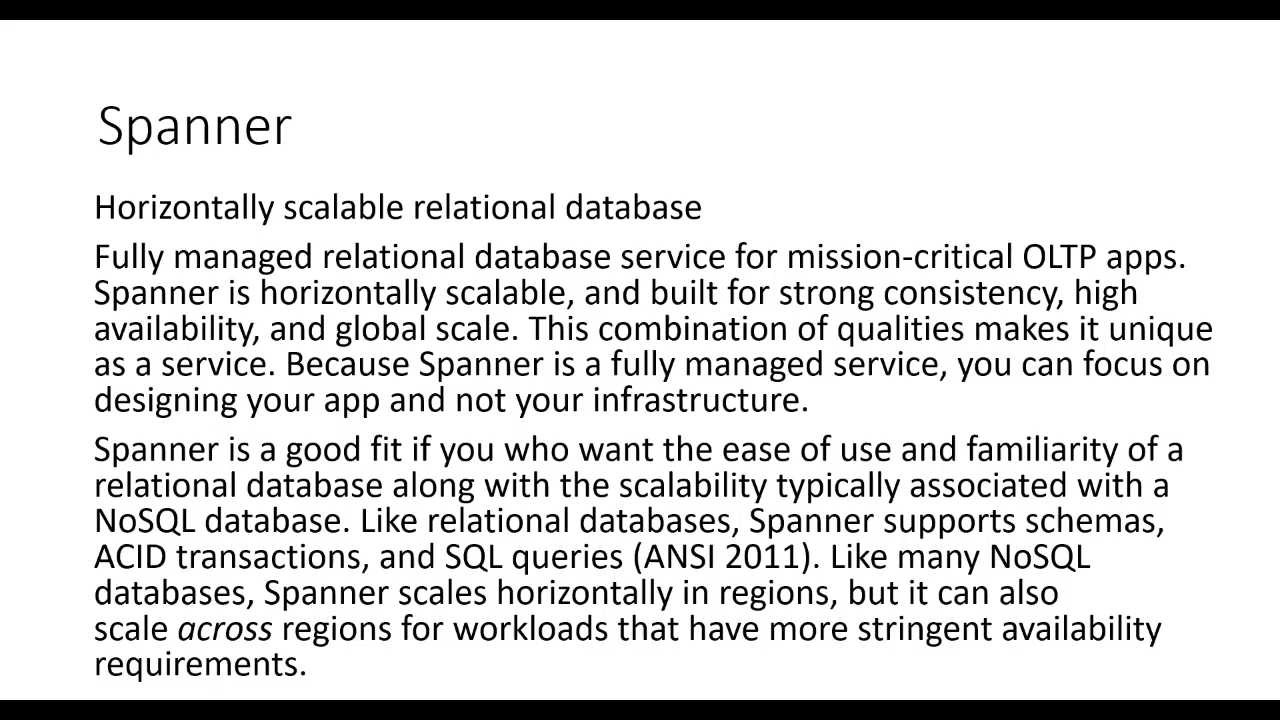 Spanner
Horizontally scalable relational database
Fully managed relational database service for mission-critical OLTP apps.
Spanner is horizontally scalable, and built for strong consistency, high
availability, and global scale. This combination of qualities makes it unique
as a service. Because Spanner is a fully managed service, you can focus on
designing your app and not your infrastructure.
Spanner is a good fit if you who want the ease of use and familiarity of a
relational database along with the scalability typically associated with a
NoSQL database. Like relational databases, Spanner supports schemas,
ACID transactions, and SQL queries (ANSI 2011). Like many NoSQL
databases, Spanner scales horizontally in regions, but it can also
scale across regions for workloads that have more stringent availability
requirements.